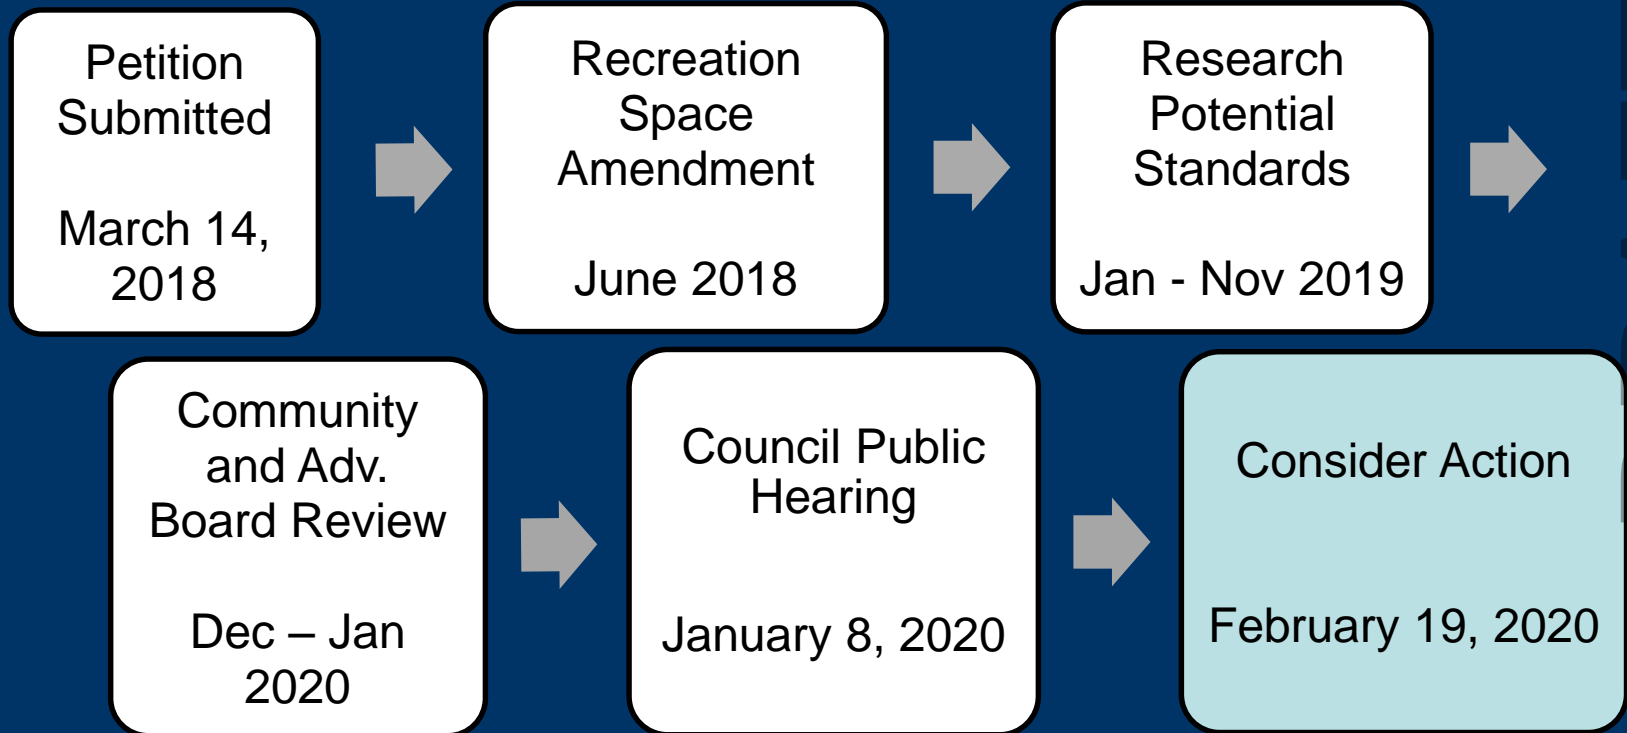 Petition
Submitted
March 14,
2018
Recreation
Space
Amendment
June 2018
Research
Potential
Standards
Jan - Nov 2019
Community
and Adv.
Board Review
Dec – Jan
2020
Council Public
Hearing
January 8, 2020
Consider Action
February 19, 2020